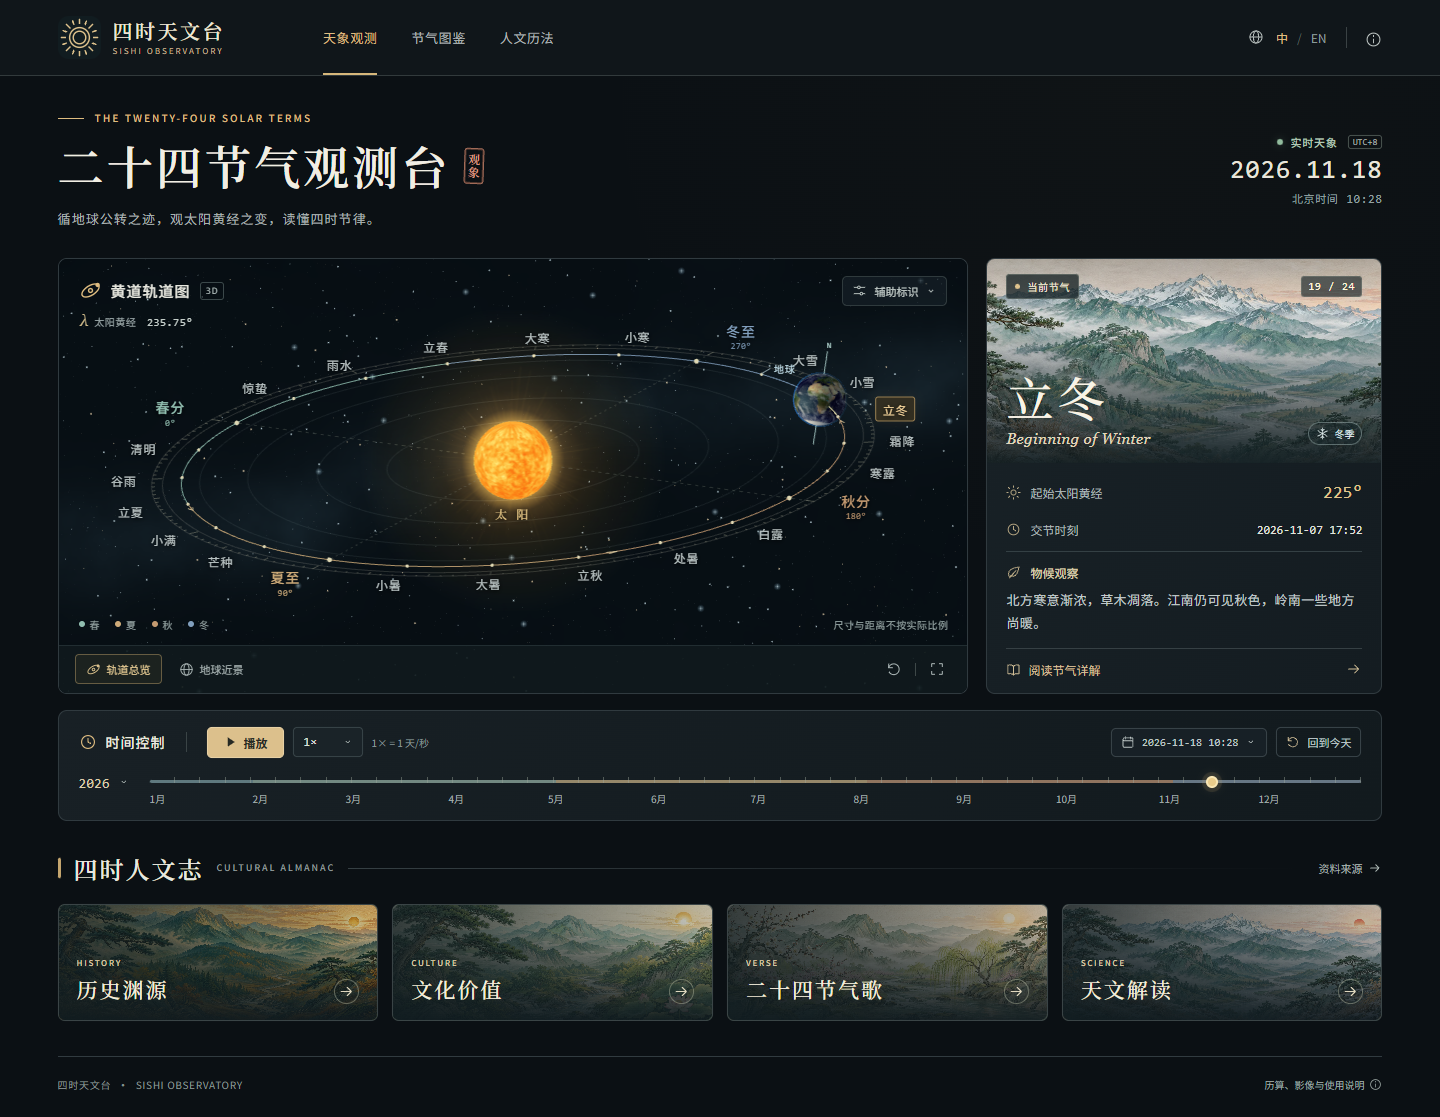 四时天文台
SISHI OBSERVATORY
天象观测
节气图鉴
人文历法
中 / EN
THE TWENTY-FOUR SOLAR TERMS
二十四节气观测台
观象
循地球公转之迹，观太阳黄经之变，读懂四时节律。
实时天象 UTC+8
2026.11.18
北京时间 10:28
黄道轨道图 3D
λ 太阳黄经 235.75°
辅助标识
冬至
270°
小寒
大寒
立春
雨水
惊蛰
春分
0°
清明
谷雨
立夏
小满
芒种
夏至
90°
小暑
大暑
立秋
处暑
白露
秋分
180°
寒露
霜降
立冬
小雪
大雪
地球
N
太阳
春
夏
秋
冬
尺寸与距离不按实际比例
轨道总览
地球近景
当前节气
19 / 24
立冬
Beginning of Winter
冬季
起始太阳黄经 225°
交节时刻 2026-11-07 17:52
物候观察
北方寒意渐浓，草木凋落。江南仍可见秋色，岭南一些地方
尚暖。
阅读节气详解
时间控制
播放
1×
1×=1天/秒
2026-11-18 10:28
回到今天
2026
1月 2月 3月 4月 5月 6月 7月 8月 9月 10月 11月 12月
四时人文志
CULTURAL ALMANAC
资料来源
HISTORY
历史渊源
CULTURE
文化价值
VERSE
二十四节气歌
SCIENCE
天文解读
四时天文台 • SISHI OBSERVATORY
历算、影像与使用说明